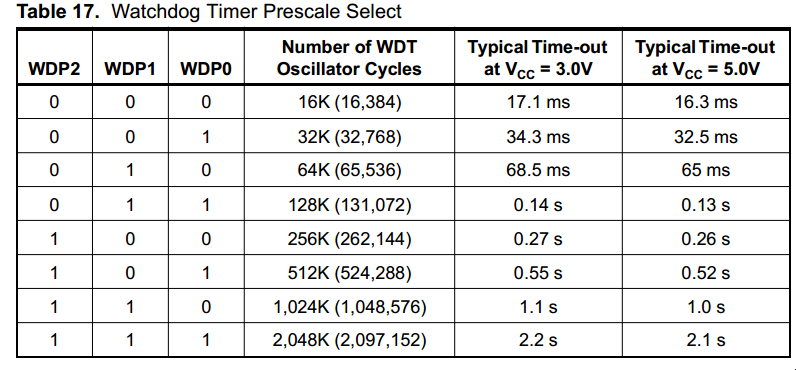 Table 17. Watchdog Timer Prescale Select
WDP2 WDP1 WDP0 Number of WDT Oscillator Cycles Typical Time-out at VCC = 3.0V Typical Time-out at VCC = 5.0V
0 0 0 16K (16,384) 17.1 ms 16.3 ms
0 0 1 32K (32,768) 34.3 ms 32.5 ms
0 1 0 64K (65,536) 68.5 ms 65 ms
0 1 1 128K (131,072) 0.14 s 0.13 s
1 0 0 256K (262,144) 0.27 s 0.26 s
1 0 1 512K (524,288) 0.55 s 0.52 s
1 1 0 1,024K (1,048,576) 1.1 s 1.0 s
1 1 1 2,048K (2,097,152) 2.2 s 2.1 s